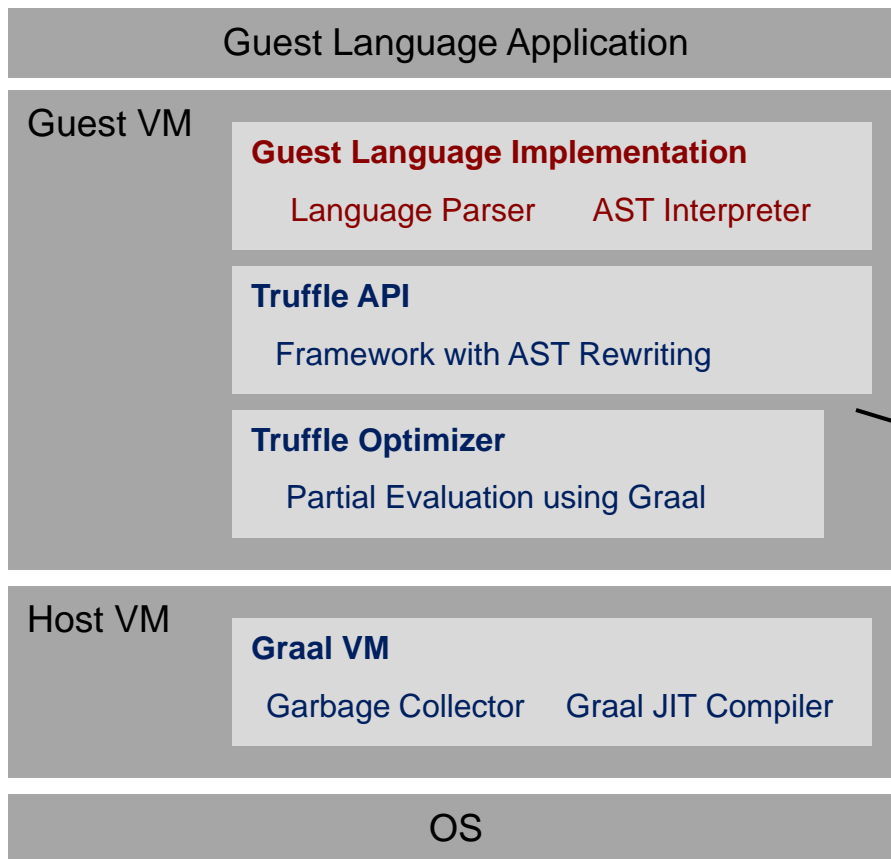 Guest Language Application
Guest VM
Guest Language Implementation
Language Parser AST Interpreter
Truffle API
Framework with AST Rewriting
Truffle Optimizer
Partial Evaluation using Graal
Host VM
Graal VM
Garbage Collector Graal JIT Compiler
OS